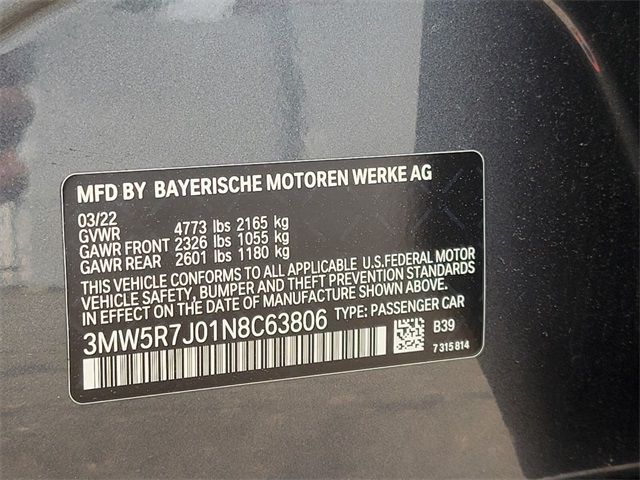 MFD BY BAYERISCHE MOTOREN WERKE AG
03/22
GVWR 4773 lbs 2165 kg
GAWR FRONT 2326 lbs 1055 kg
GAWR REAR 2601 lbs 1180 kg
THIS VEHICLE CONFORMS TO ALL APPLICABLE U.S.FEDERAL MOTOR
VEHICLE SAFETY, BUMPER AND THEFT PREVENTION STANDARDS
IN EFFECT ON THE DATE OF MANUFACTURE SHOWN ABOVE.
3MW5R7J01N8C63806 TYPE: PASSENGER CAR
B39
7 315 814